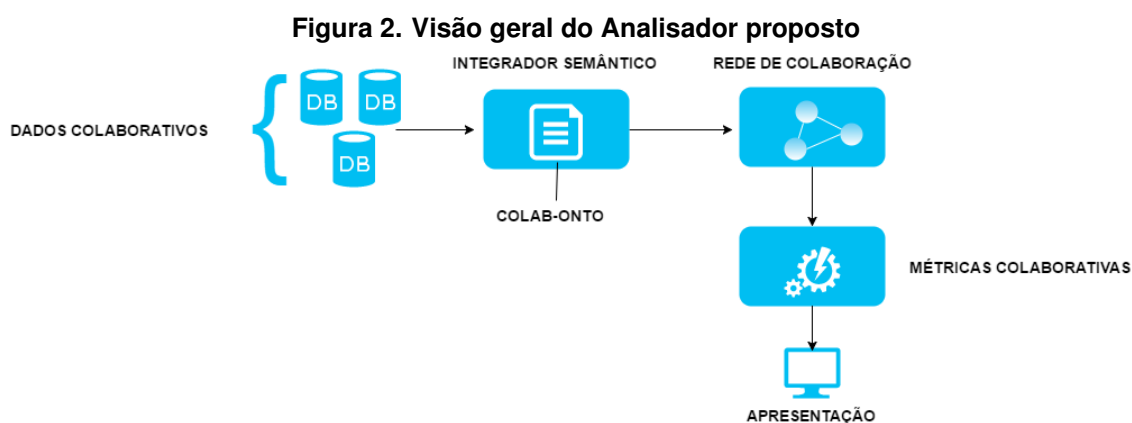 Figura 2. Visão geral do Analisador proposto
INTEGRADOR SEMÂNTICO
REDE DE COLABORAÇÃO
DADOS COLABORATIVOS
DB
DB
DB
COLAB-ONTO
MÉTRICAS COLABORATIVAS
APRESENTAÇÃO